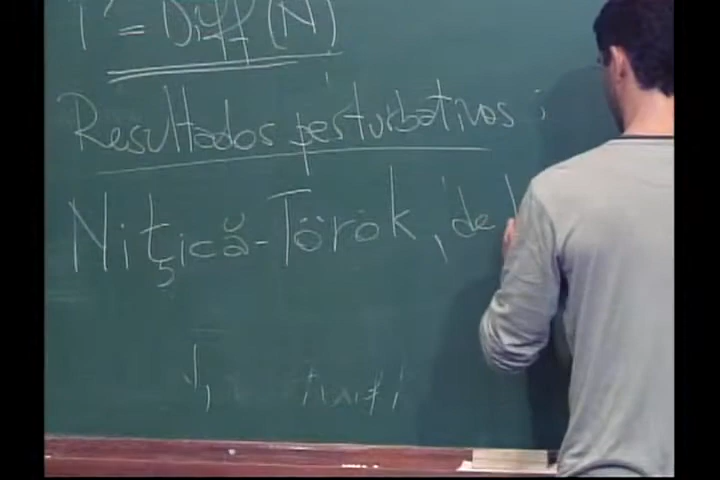 Γ = Diff(N)
Resultados perturbativos:
Niţică-Török, de